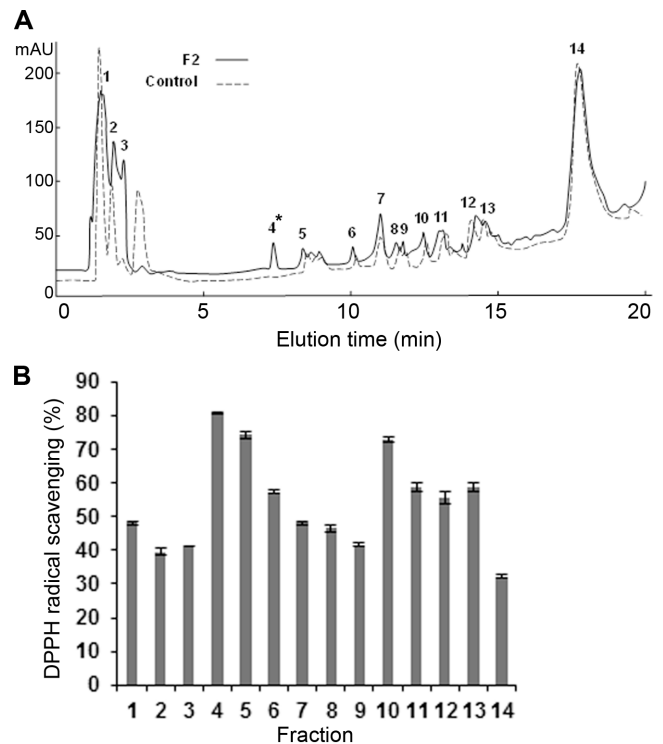 A
mAU
F2
Control
200
150
100
50
0
1
2
3
4*
5
6
7
8 9
10
11
12
13
14
0 5 10 15 20
Elution time (min)
B
DPPH radical scavenging (%)
90
80
70
60
50
40
30
20
10
0
1 2 3 4 5 6 7 8 9 10 11 12 13 14
Fraction